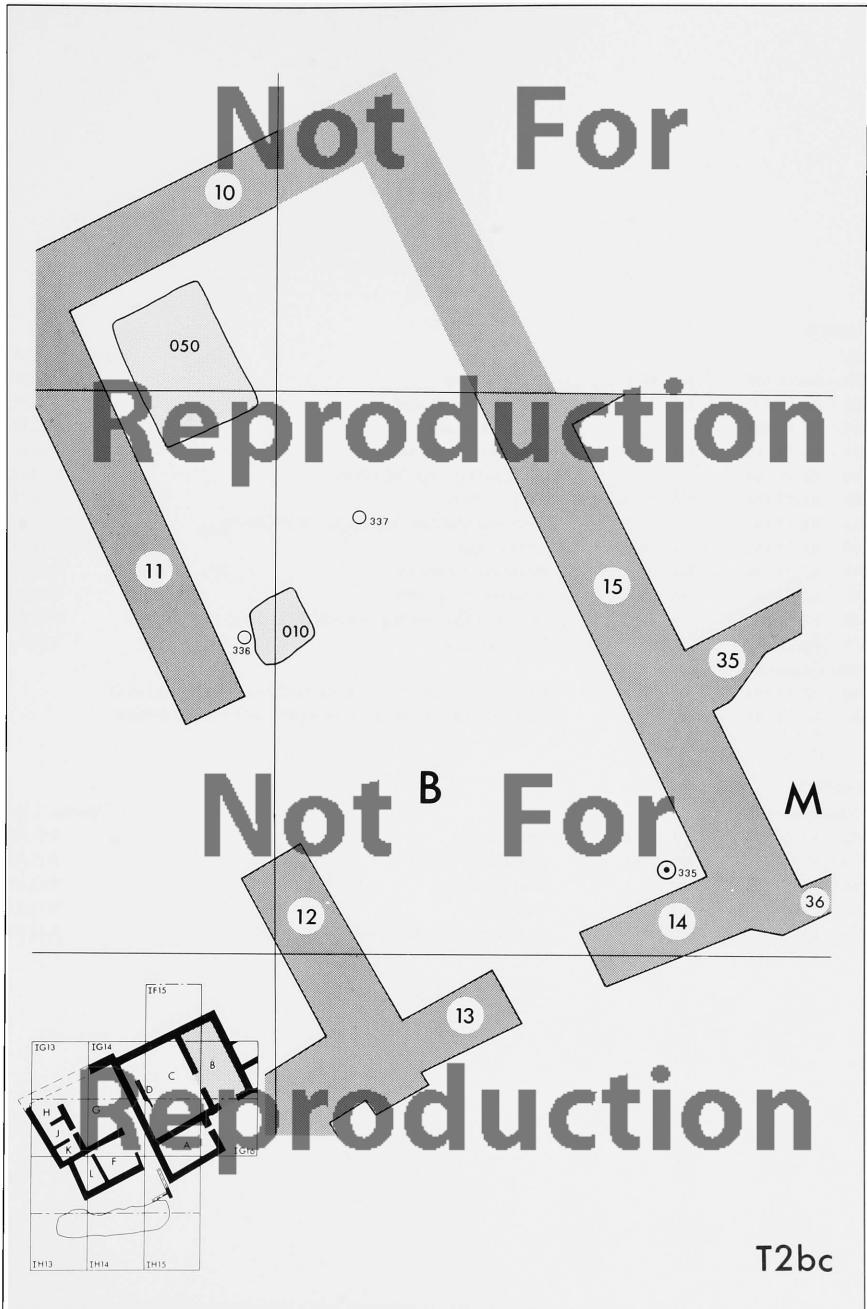 Not For
10
050
Reproduction
337
11
15
010
336
35
B
Not For
M
335
12
14
36
13
IF15
IG13
IG14
B
C
D
Reproduction
H
G
J
A
K
F
IG16
L
IH13
IH14
IH15
T2bc